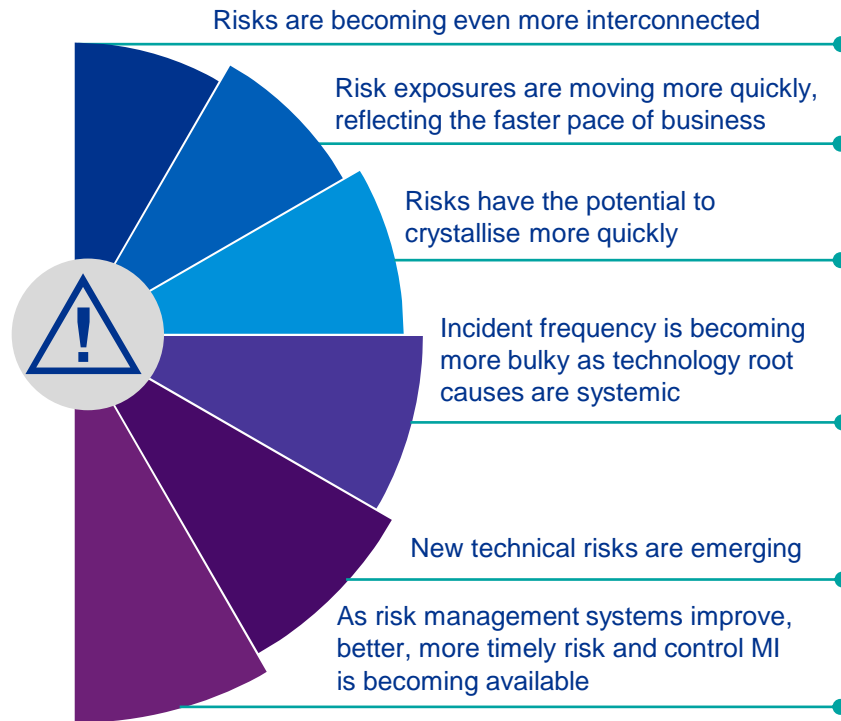 Risks are becoming even more interconnected
Risk exposures are moving more quickly,
reflecting the faster pace of business
Risks have the potential to
crystallise more quickly
!
Incident frequency is becoming
more bulky as technology root
causes are systemic
New technical risks are emerging
As risk management systems improve,
better, more timely risk and control MI
is becoming available